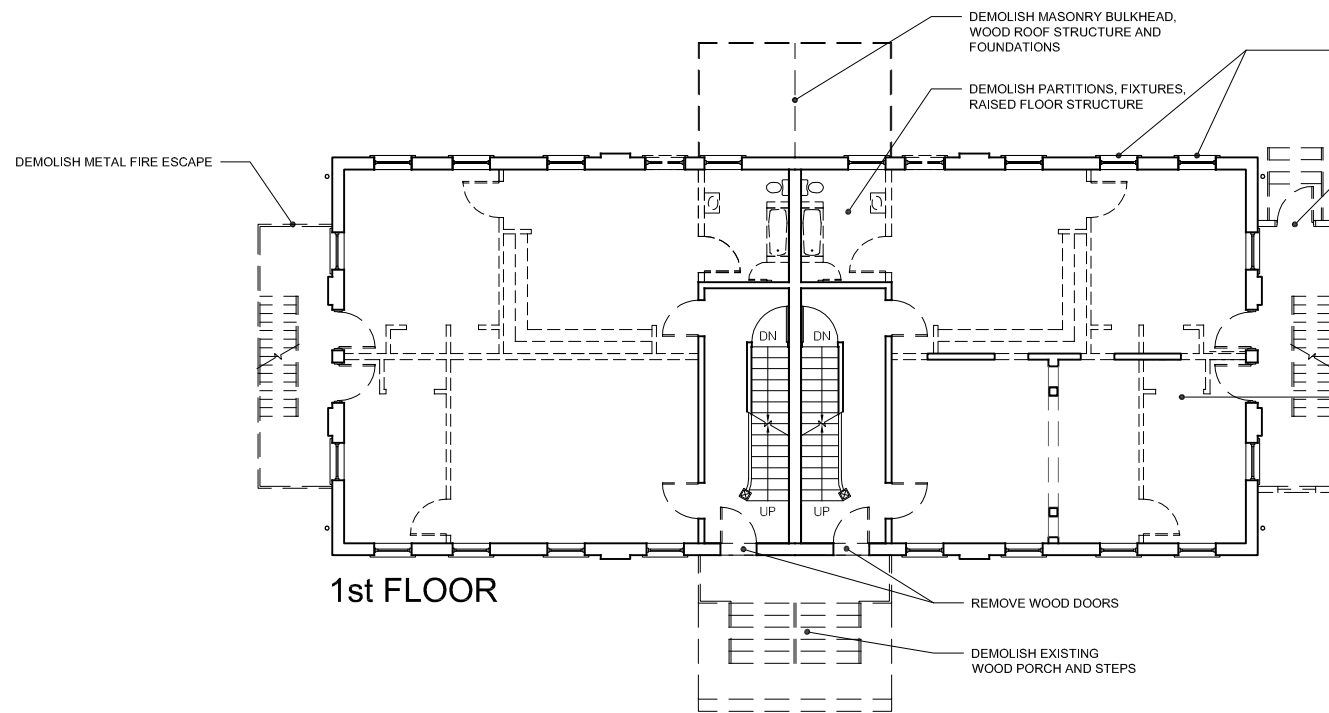 DEMOLISH MASONRY BULKHEAD,
WOOD ROOF STRUCTURE AND
FOUNDATIONS
DEMOLISH PARTITIONS, FIXTURES,
RAISED FLOOR STRUCTURE
DEMOLISH METAL FIRE ESCAPE
DN DN
UP UP
1st FLOOR
REMOVE WOOD DOORS
DEMOLISH EXISTING
WOOD PORCH AND STEPS